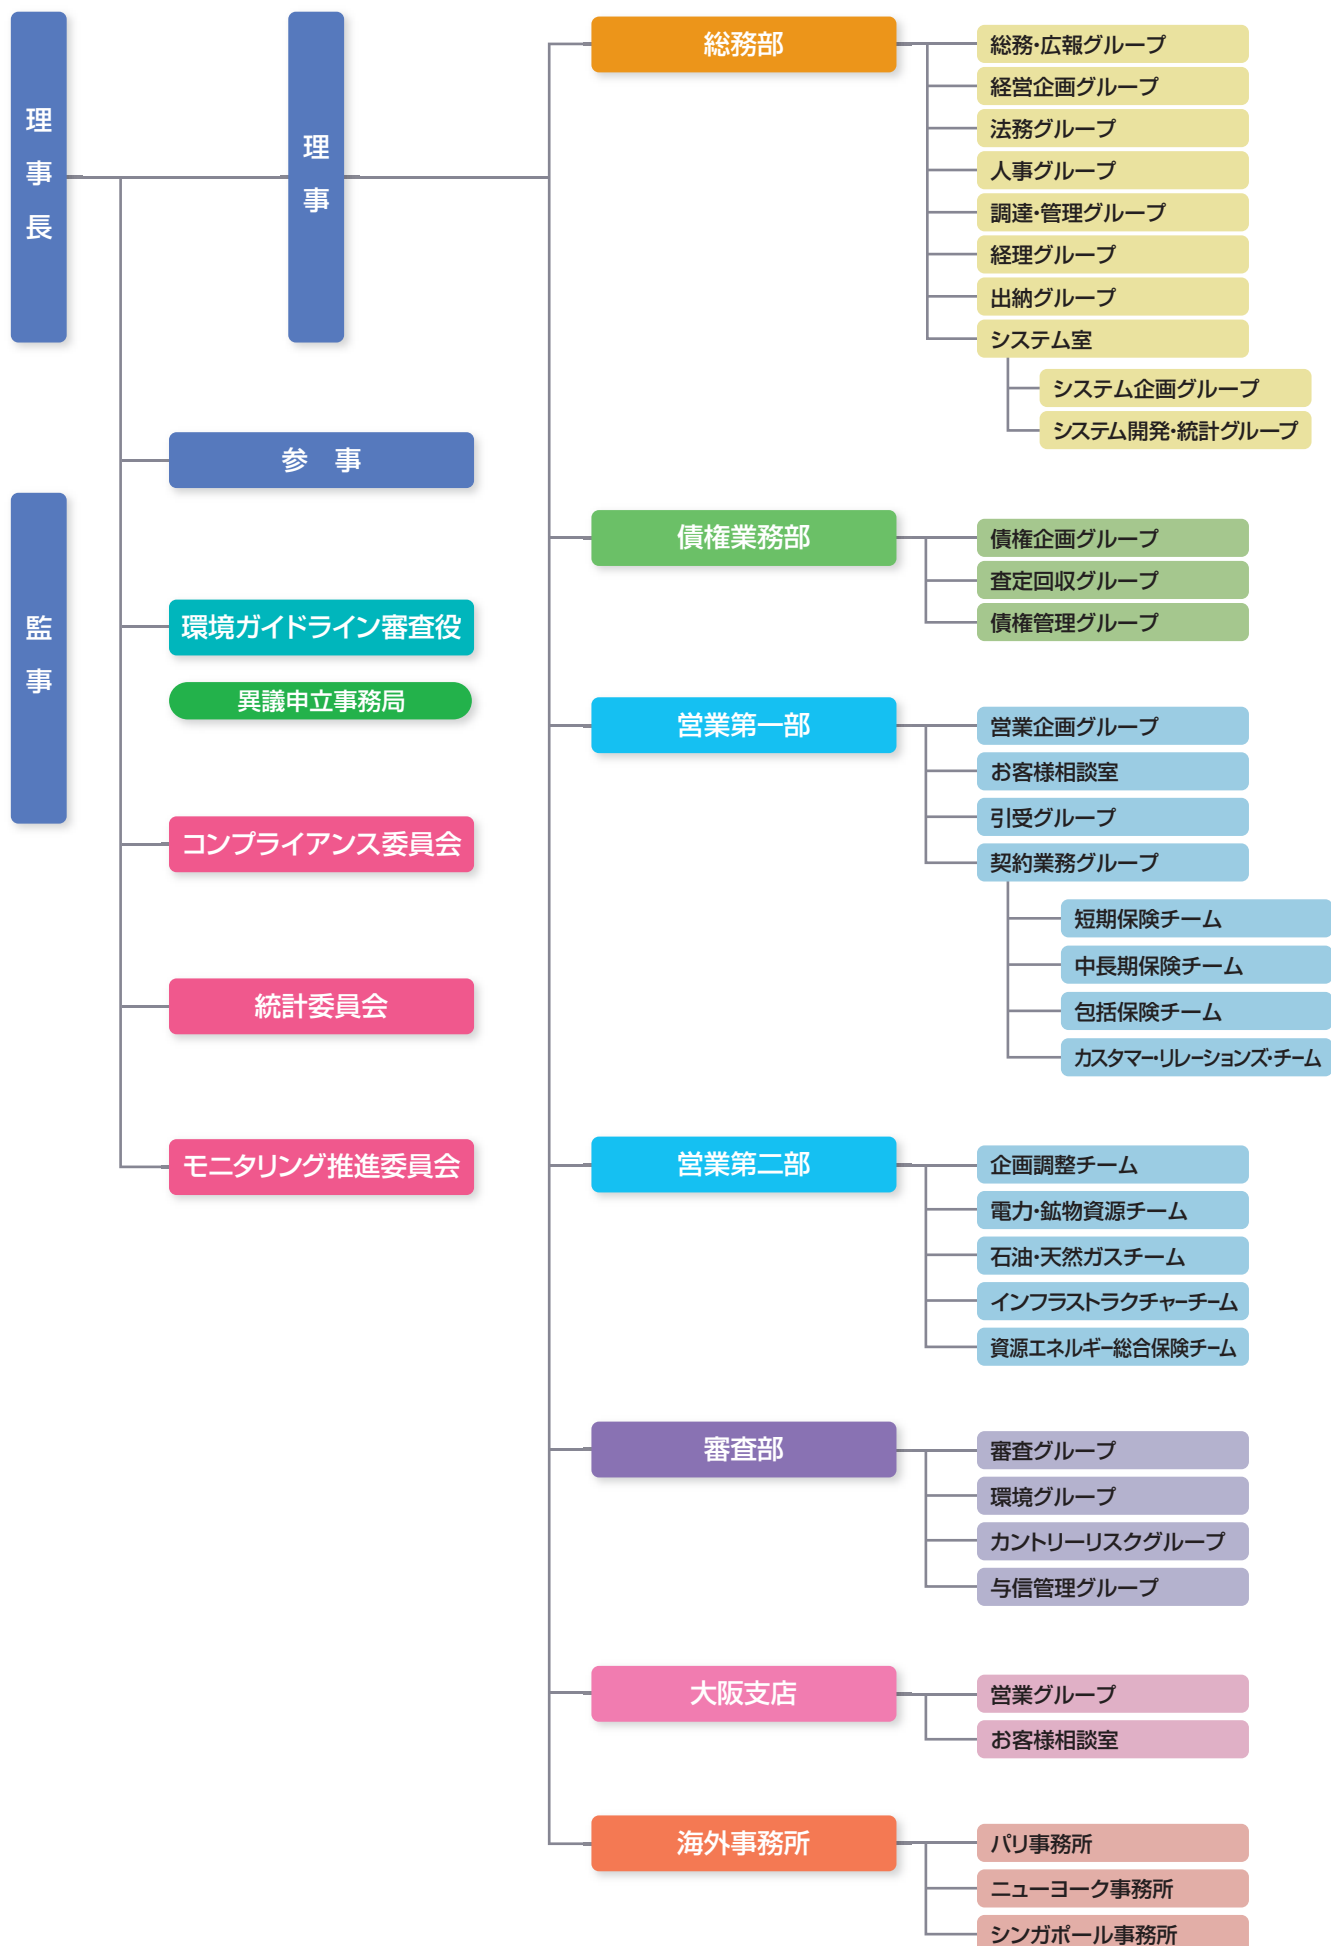 理事長
理事
監事
参　事
環境ガイドライン審査役
異議申立事務局
コンプライアンス委員会
統計委員会
モニタリング推進委員会
総務部
総務・広報グループ
経営企画グループ
法務グループ
人事グループ
調達・管理グループ
経理グループ
出納グループ
システム室
システム企画グループ
システム開発・統計グループ
債権業務部
債権企画グループ
査定回収グループ
債権管理グループ
営業第一部
営業企画グループ
お客様相談室
引受グループ
契約業務グループ
短期保険チーム
中長期保険チーム
包括保険チーム
カスタマー・リレーションズ・チーム
営業第二部
企画調整チーム
電力・鉱物資源チーム
石油・天然ガスチーム
インフラストラクチャーチーム
資源エネルギー総合保険チーム
審査部
審査グループ
環境グループ
カントリーリスクグループ
与信管理グループ
大阪支店
営業グループ
お客様相談室
海外事務所
パリ事務所
ニューヨーク事務所
シンガポール事務所